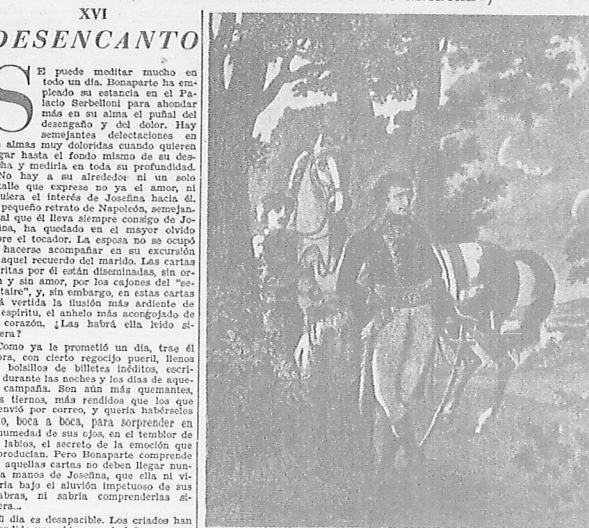 XVI
DESENCANTO
SE puede meditar mucho en
todo un día. Bonaparte ha em-
pleado su estancia en el Pa-
lacio Serbelloni para ahondar
más en su alma el puñal del
desengaño y del dolor. Hay
semejantes delectaciones en
almas muy doloridas cuando quieren
gar hasta el fondo mismo de su des-
ha y medirla en toda su profundidad.
No hay a su alrededor ni un solo
talle que exprese no ya el amor, ni
uiera el interés de Josefina hacia él.
pequeño retrato de Napoleón, semejan-
al que él lleva siempre consigo de Jo-
ina, ha quedado en el mayor olvido
bre el tocador. La esposa no se ocupó
hacerse acompañar en su excursión
aquel recuerdo del marido. Las cartas
ritas por él están diseminadas, sin or-
n y sin amor, por los cajones del "se-
taire", y, sin embargo, en estas cartas
á vertida la ilusión más ardiente de
espíritu, el anhelo más acongojado de
corazón. ¿Las habrá ella leído si-
era?
Como ya le prometió un día, trae él
ora, con cierto regocijo pueril, llenos
bolsillos de billetes inéditos, escri-
durante las noches y los días de aque-
campaña. Son aún más quemantes,
s tiernos, más rendidos que los que
envió por correo, y quería habérselos
o, boca a boca, para sorprender en
humedad de sus ojos, en el temblor de
labios, el secreto de la emoción que
producían. Pero Bonaparte comprende
aquellas cartas no deben llegar nun-
a manos de Josefina, que ella ni vi-
ría bajo el aluvión impetuoso de sus
abras, ni sabría comprenderlas si-
era...
El día es desapacible. Los criados han